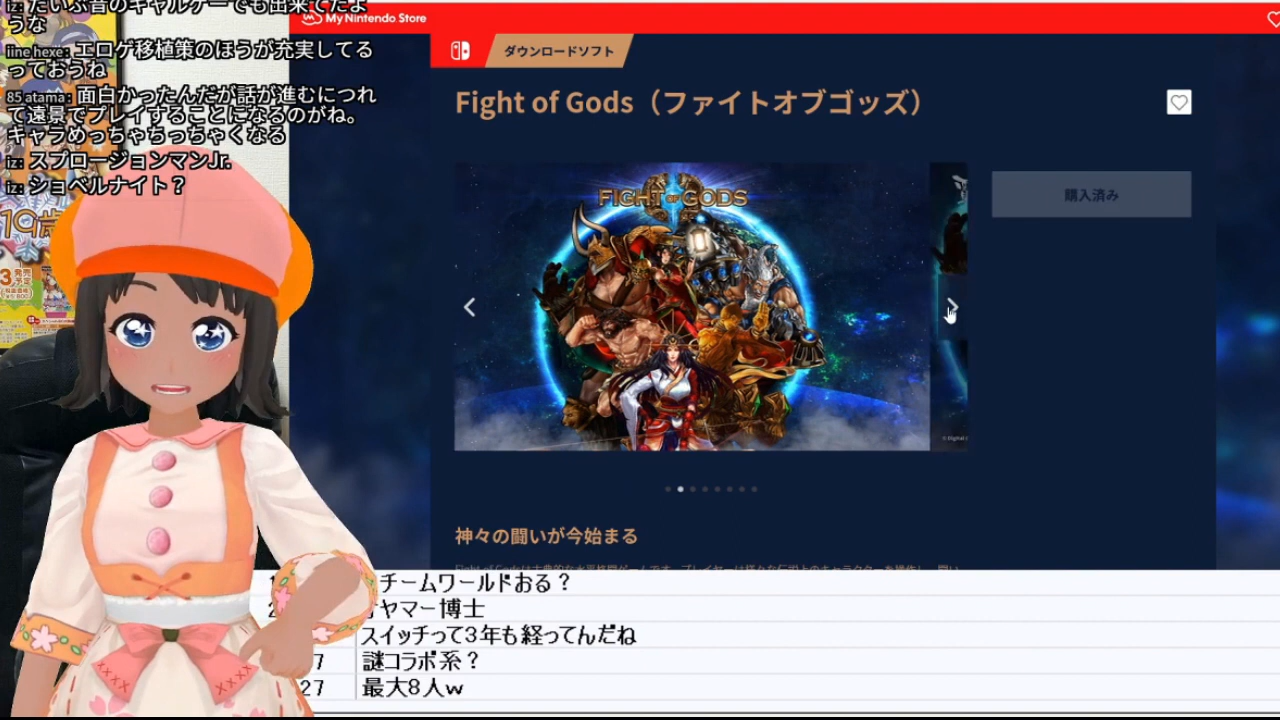 iz: だいぶ昔のギャルゲーでも出来てたよ
うな
iine hexe: エロゲ移植策のほうが充実してる
っておうね
85 atama: 面白かったんだが話が進むにつれ
て遠景でプレイすることになるのがね。
キャラめっちゃちっちゃくなる
iz: スプロージョンマンJr.
iz: ショベルナイト？
My Nintendo Store
ダウンロードソフト
Fight of Gods（ファイトオブゴッズ）
FIGHT OF GODS
購入済み
神々の闘いが今始まる
チームワールドおる？
ヤマー博士
スイッチって3年も経ってんだね
7 謎コラボ系？
27 最大8人w
19歳